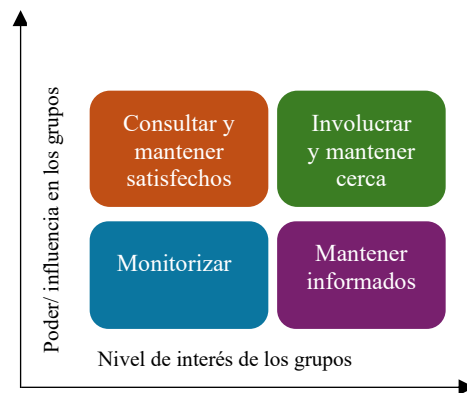 Poder/ influencia en los grupos
Consultar y
mantener
satisfechos
Involucrar
y mantener
cerca
Monitorizar
Mantener
informados
Nivel de interés de los grupos